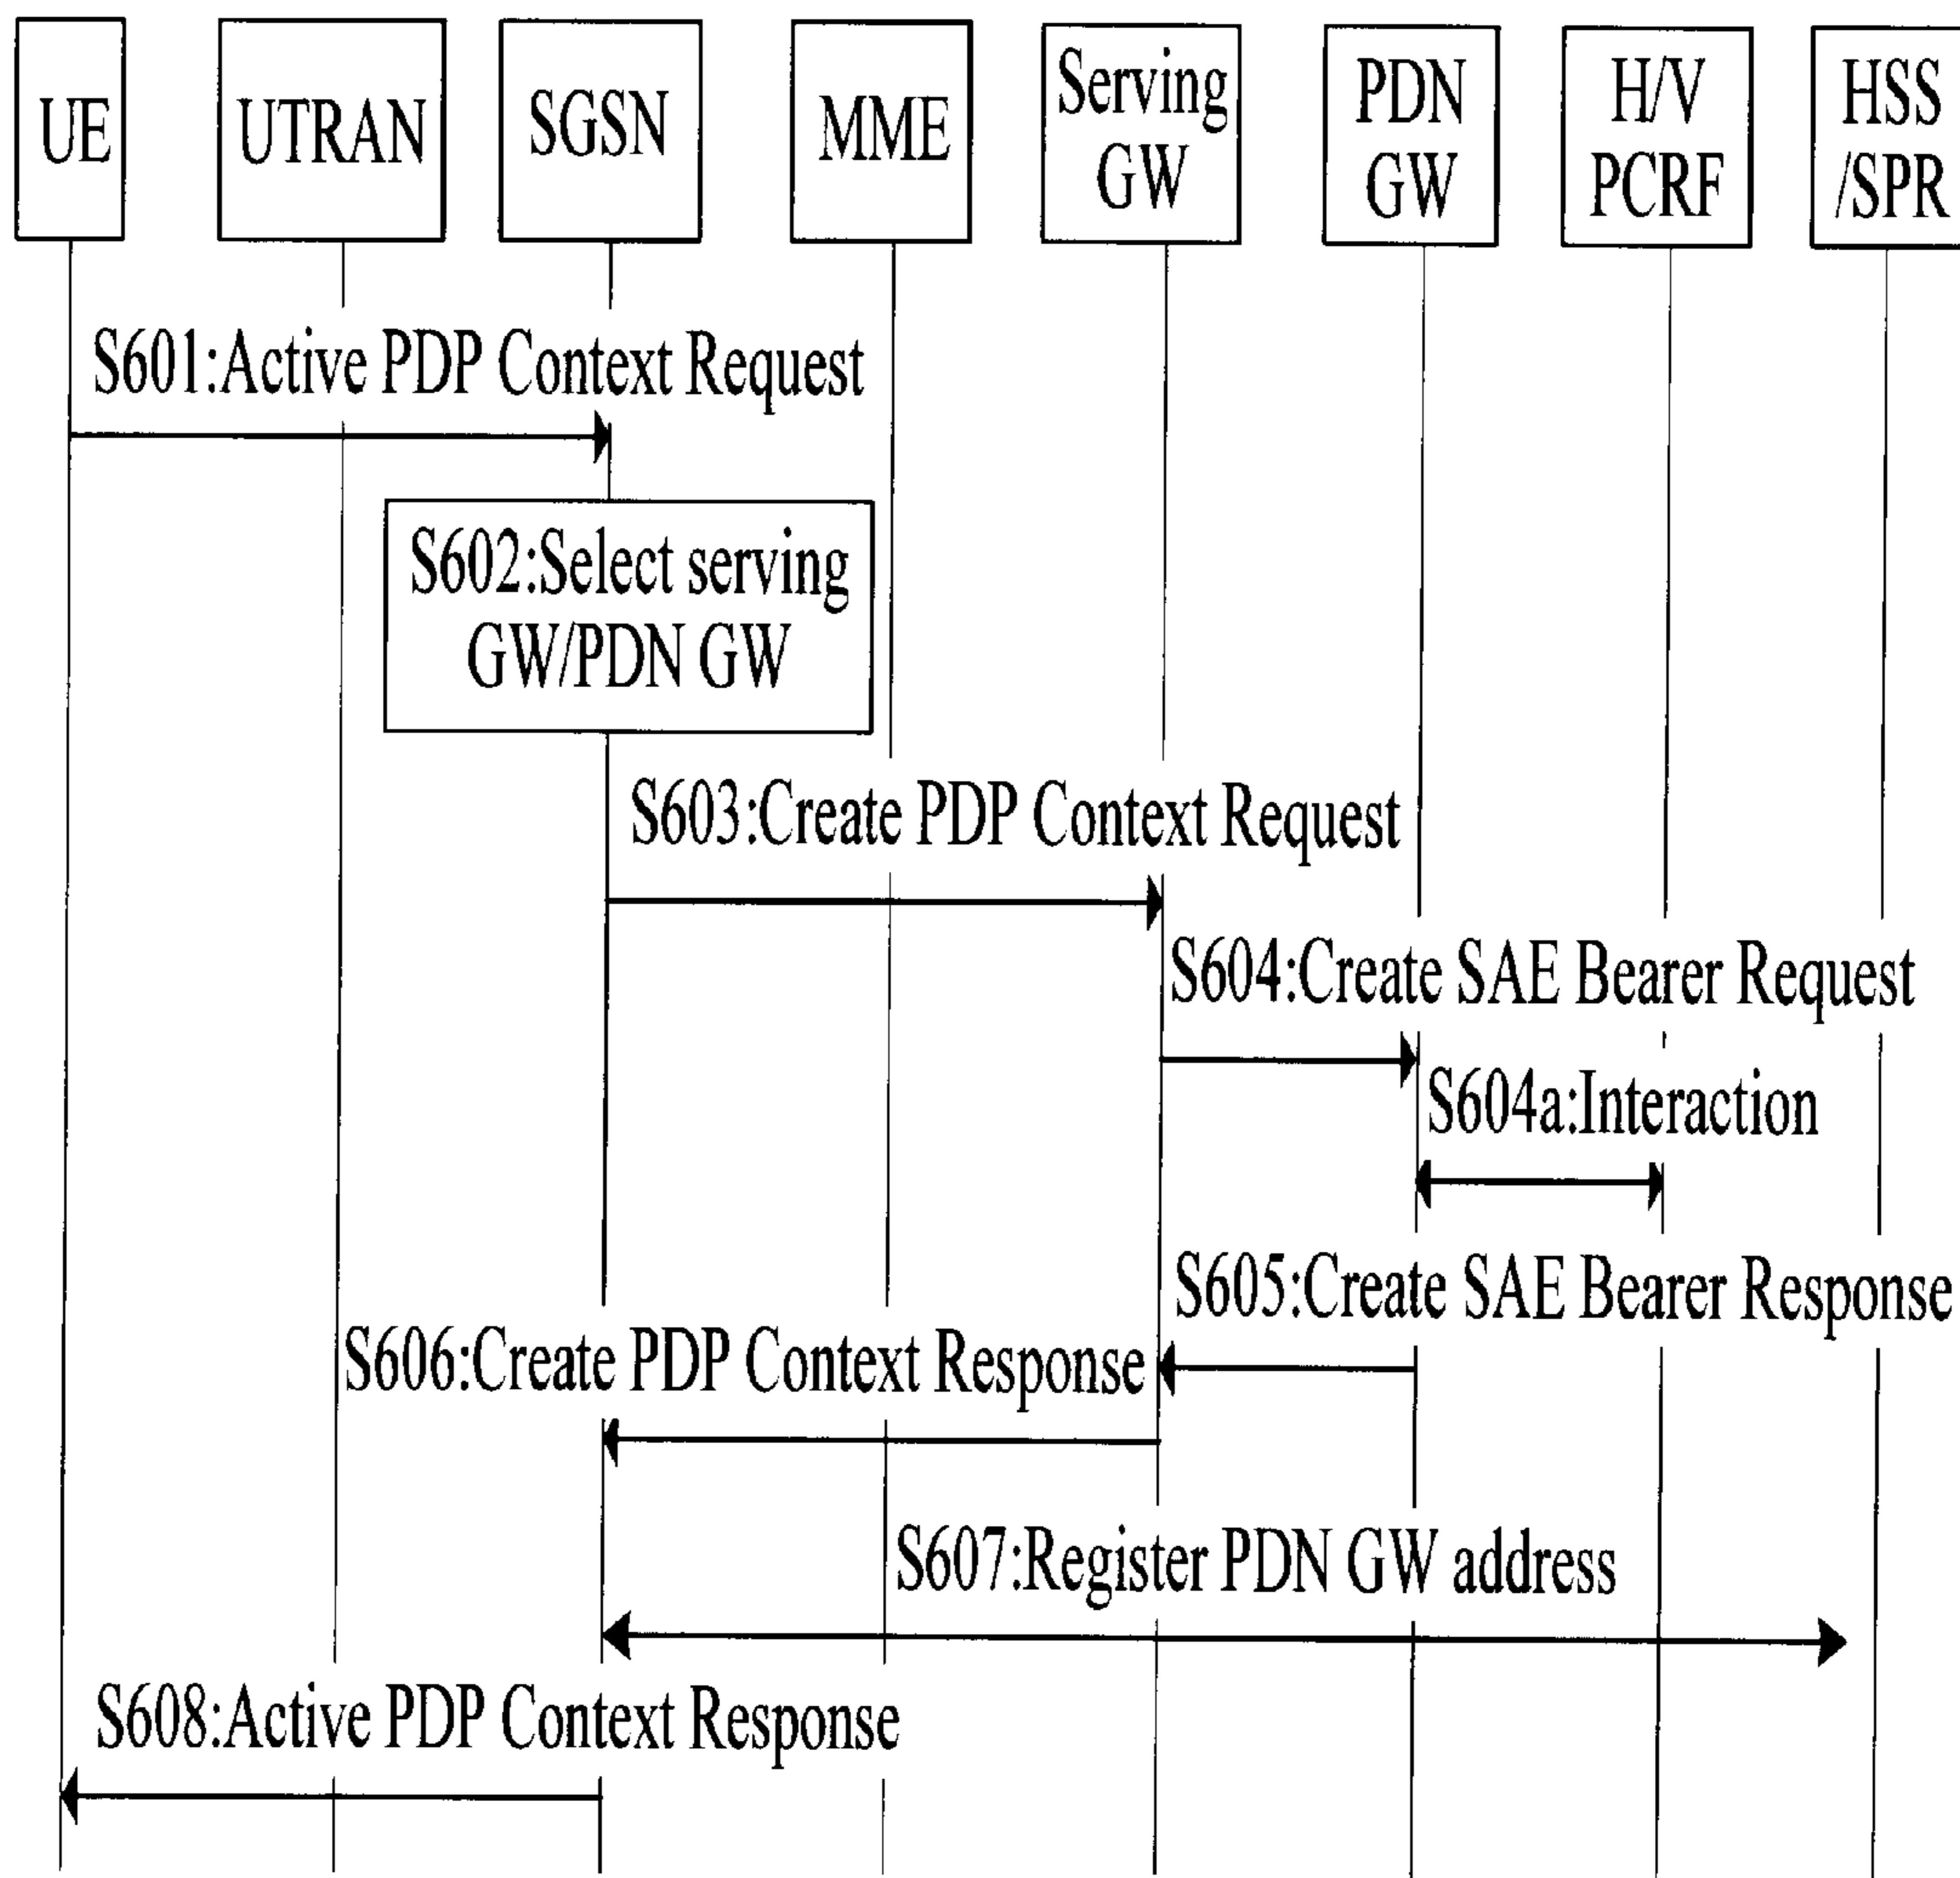 UE
UTRAN
SGSN
MME
Serving
GW
PDN
GW
H/V
PCRF
HSS
/SPR
S601:Active PDP Context Request
S602:Select serving
GW/PDN GW
S603:Create PDP Context Request
S604:Create SAE Bearer Request
S604a:Interaction
S605:Create SAE Bearer Response
S606:Create PDP Context Response
S607:Register PDN GW address
S608:Active PDP Context Response